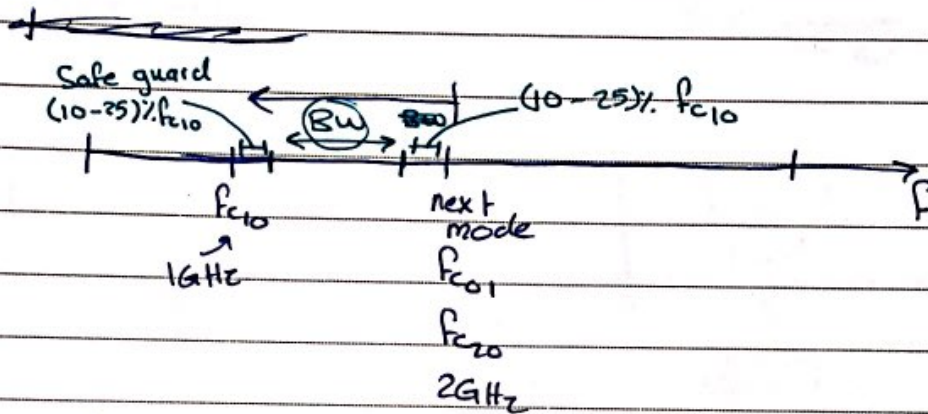 Safe guard
(10-25)% fc10
BW
(10-25)% fc10
f
fc10
next
mode
1GHz
fc01
fc20
2GHz